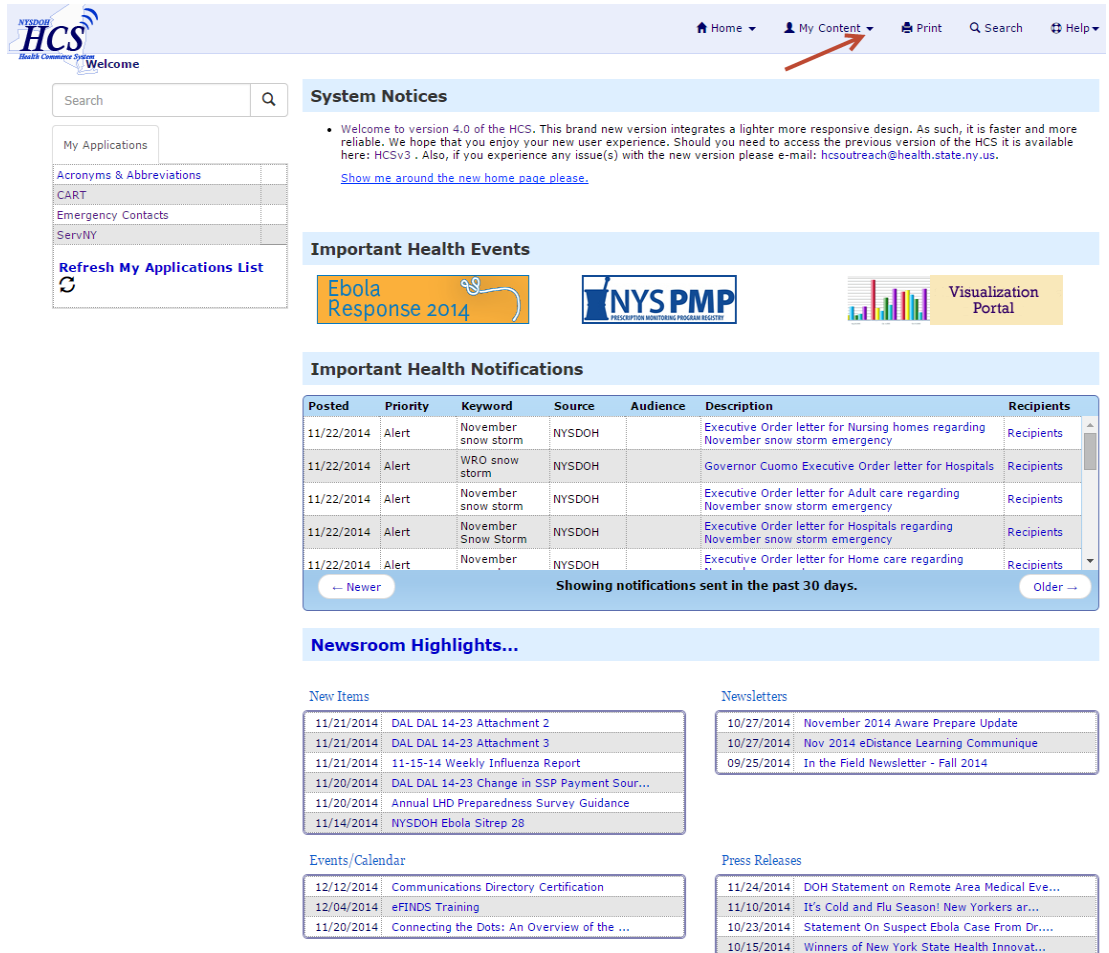 NYSDOH
HCS
Health Commerce System
Home
My Content
Print
Search
Help
Welcome
Search
My Applications
Acronyms & Abbreviations
CART
Emergency Contacts
ServNY
Refresh My Applications List
System Notices
Welcome to version 4.0 of the HCS. This brand new version integrates a lighter more responsive design. As such, it is faster and more
reliable. We hope that you enjoy your new user experience. Should you need to access the previous version of the HCS it is available
here: HCSv3 . Also, if you experience any issue(s) with the new version please e-mail: hcsoutreach@health.state.ny.us.
Show me around the new home page please.
Important Health Events
Ebola
Response 2014
NYS PMP
PRESCRIPTION MONITORING PROGRAM REGISTRY
Visualization
Portal
Important Health Notifications
Posted Priority Keyword Source Audience Description Recipients
11/22/2014 Alert November snow storm NYSDOH Executive Order letter for Nursing homes regarding November snow storm emergency Recipients
11/22/2014 Alert WRO snow storm NYSDOH Governor Cuomo Executive Order letter for Hospitals Recipients
11/22/2014 Alert November snow storm NYSDOH Executive Order letter for Adult care regarding November snow storm emergency Recipients
11/22/2014 Alert November Snow Storm NYSDOH Executive Order letter for Hospitals regarding November snow storm emergency Recipients
11/22/2014 Alert November NYSDOH Executive Order letter for Home care regarding Recipients
← Newer
Showing notifications sent in the past 30 days.
Older →
Newsroom Highlights...
New Items
11/21/2014 DAL DAL 14-23 Attachment 2
11/21/2014 DAL DAL 14-23 Attachment 3
11/21/2014 11-15-14 Weekly Influenza Report
11/20/2014 DAL DAL 14-23 Change in SSP Payment Sour...
11/20/2014 Annual LHD Preparedness Survey Guidance
11/14/2014 NYSDOH Ebola Sitrep 28
Newsletters
10/27/2014 November 2014 Aware Prepare Update
10/27/2014 Nov 2014 eDistance Learning Communique
09/25/2014 In the Field Newsletter - Fall 2014
Events/Calendar
12/12/2014 Communications Directory Certification
12/04/2014 eFINDS Training
11/20/2014 Connecting the Dots: An Overview of the ...
Press Releases
11/24/2014 DOH Statement on Remote Area Medical Eve...
11/10/2014 It's Cold and Flu Season! New Yorkers ar...
10/23/2014 Statement On Suspect Ebola Case From Dr....
10/15/2014 Winners of New York State Health Innovat...